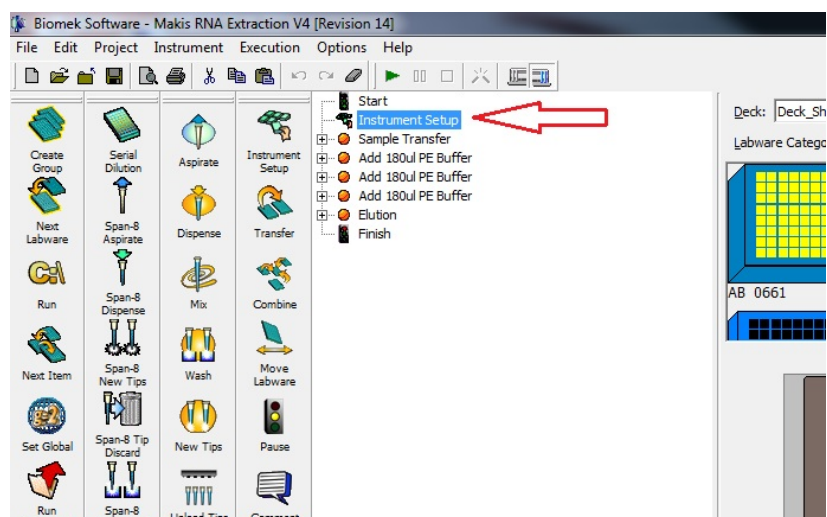 Biomek Software - Makis RNA Extraction V4 [Revision 14]
File Edit Project Instrument Execution Options Help
Create Group
Serial Dilution
Aspirate
Instrument Setup
Next Labware
Span-8 Aspirate
Dispense
Transfer
Run
Span-8 Dispense
Mix
Combine
Next Item
Span-8 New Tips
Wash
Move Labware
Set Global
Span-8 Tip Discard
New Tips
Pause
Run
Span-8
Start
Instrument Setup
Sample Transfer
Add 180ul PE Buffer
Add 180ul PE Buffer
Add 180ul PE Buffer
Elution
Finish
Deck: Deck_Sh
Labware Catego
AB 0661